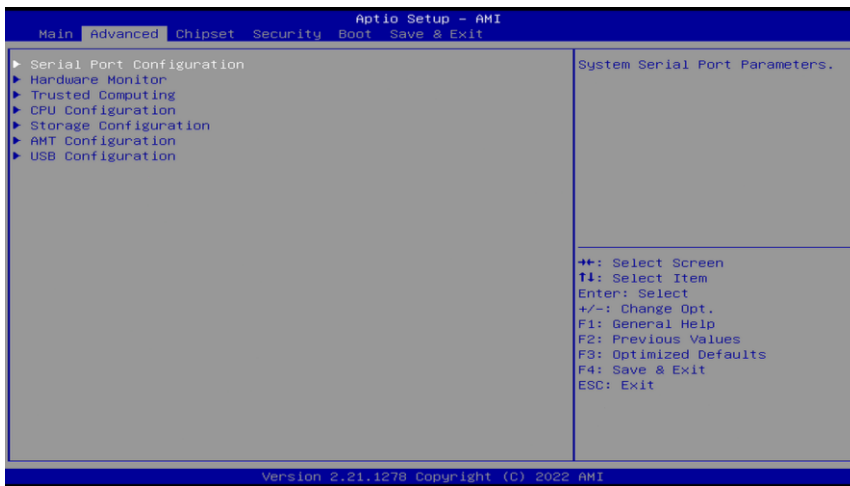 Aptio Setup - AMI
Main Advanced Chipset Security Boot Save & Exit
▶ Serial Port Configuration
▶ Hardware Monitor
▶ Trusted Computing
▶ CPU Configuration
▶ Storage Configuration
▶ AMT Configuration
▶ USB Configuration
System Serial Port Parameters.
→←: Select Screen
↑↓: Select Item
Enter: Select
+/-: Change Opt.
F1: General Help
F2: Previous Values
F3: Optimized Defaults
F4: Save & Exit
ESC: Exit
Version 2.21.1278 Copyright (C) 2022 AMI